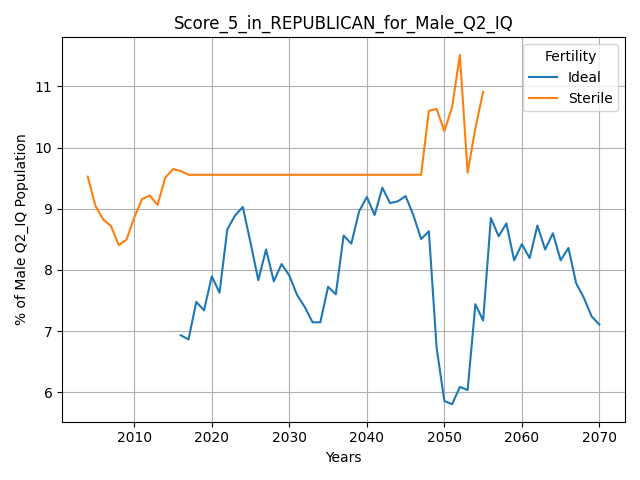 Score_5_in_REPUBLICAN_for_Male_Q2_IQ
Fertility
Ideal
Sterile
% of Male Q2_IQ Population
11
10
9
8
7
6
2010 2020 2030 2040 2050 2060 2070
Years